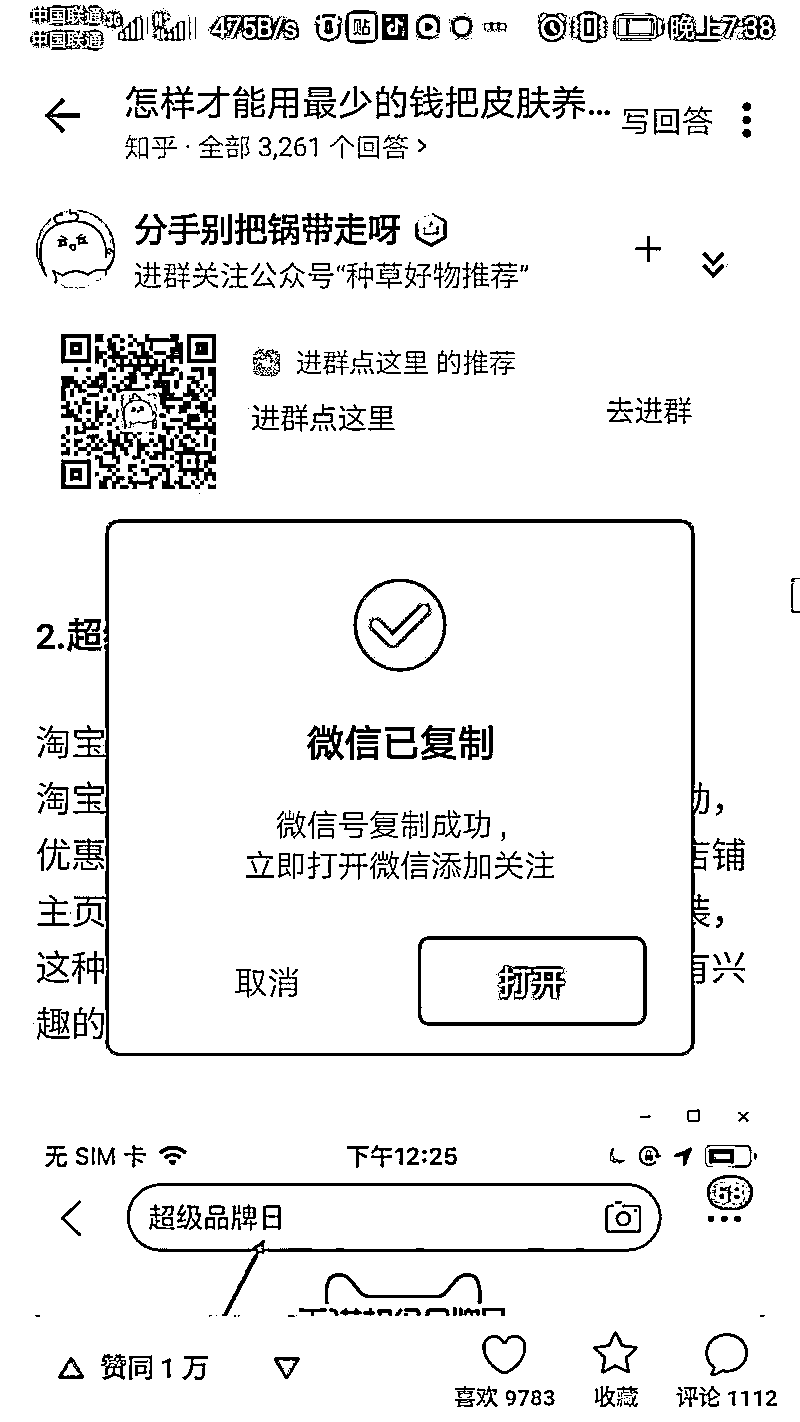 中国联通
中国联通
475B/s
晚上7:38
怎样才能用最少的钱把皮肤养...
写回答
知乎 · 全部 3,261 个回答 >
分手别把锅带走呀
进群关注公众号“种草好物推荐”
进群点这里 的推荐
进群点这里
去进群
2.超
微信已复制
淘宝
淘宝
微信号复制成功，
优惠
店铺
立即打开微信添加关注
主页
装，
这种
有兴
取消
打开
趣的
无 SIM 卡
下午12:25
超级品牌日
赞同 1 万
喜欢 9783
收藏
评论 1112